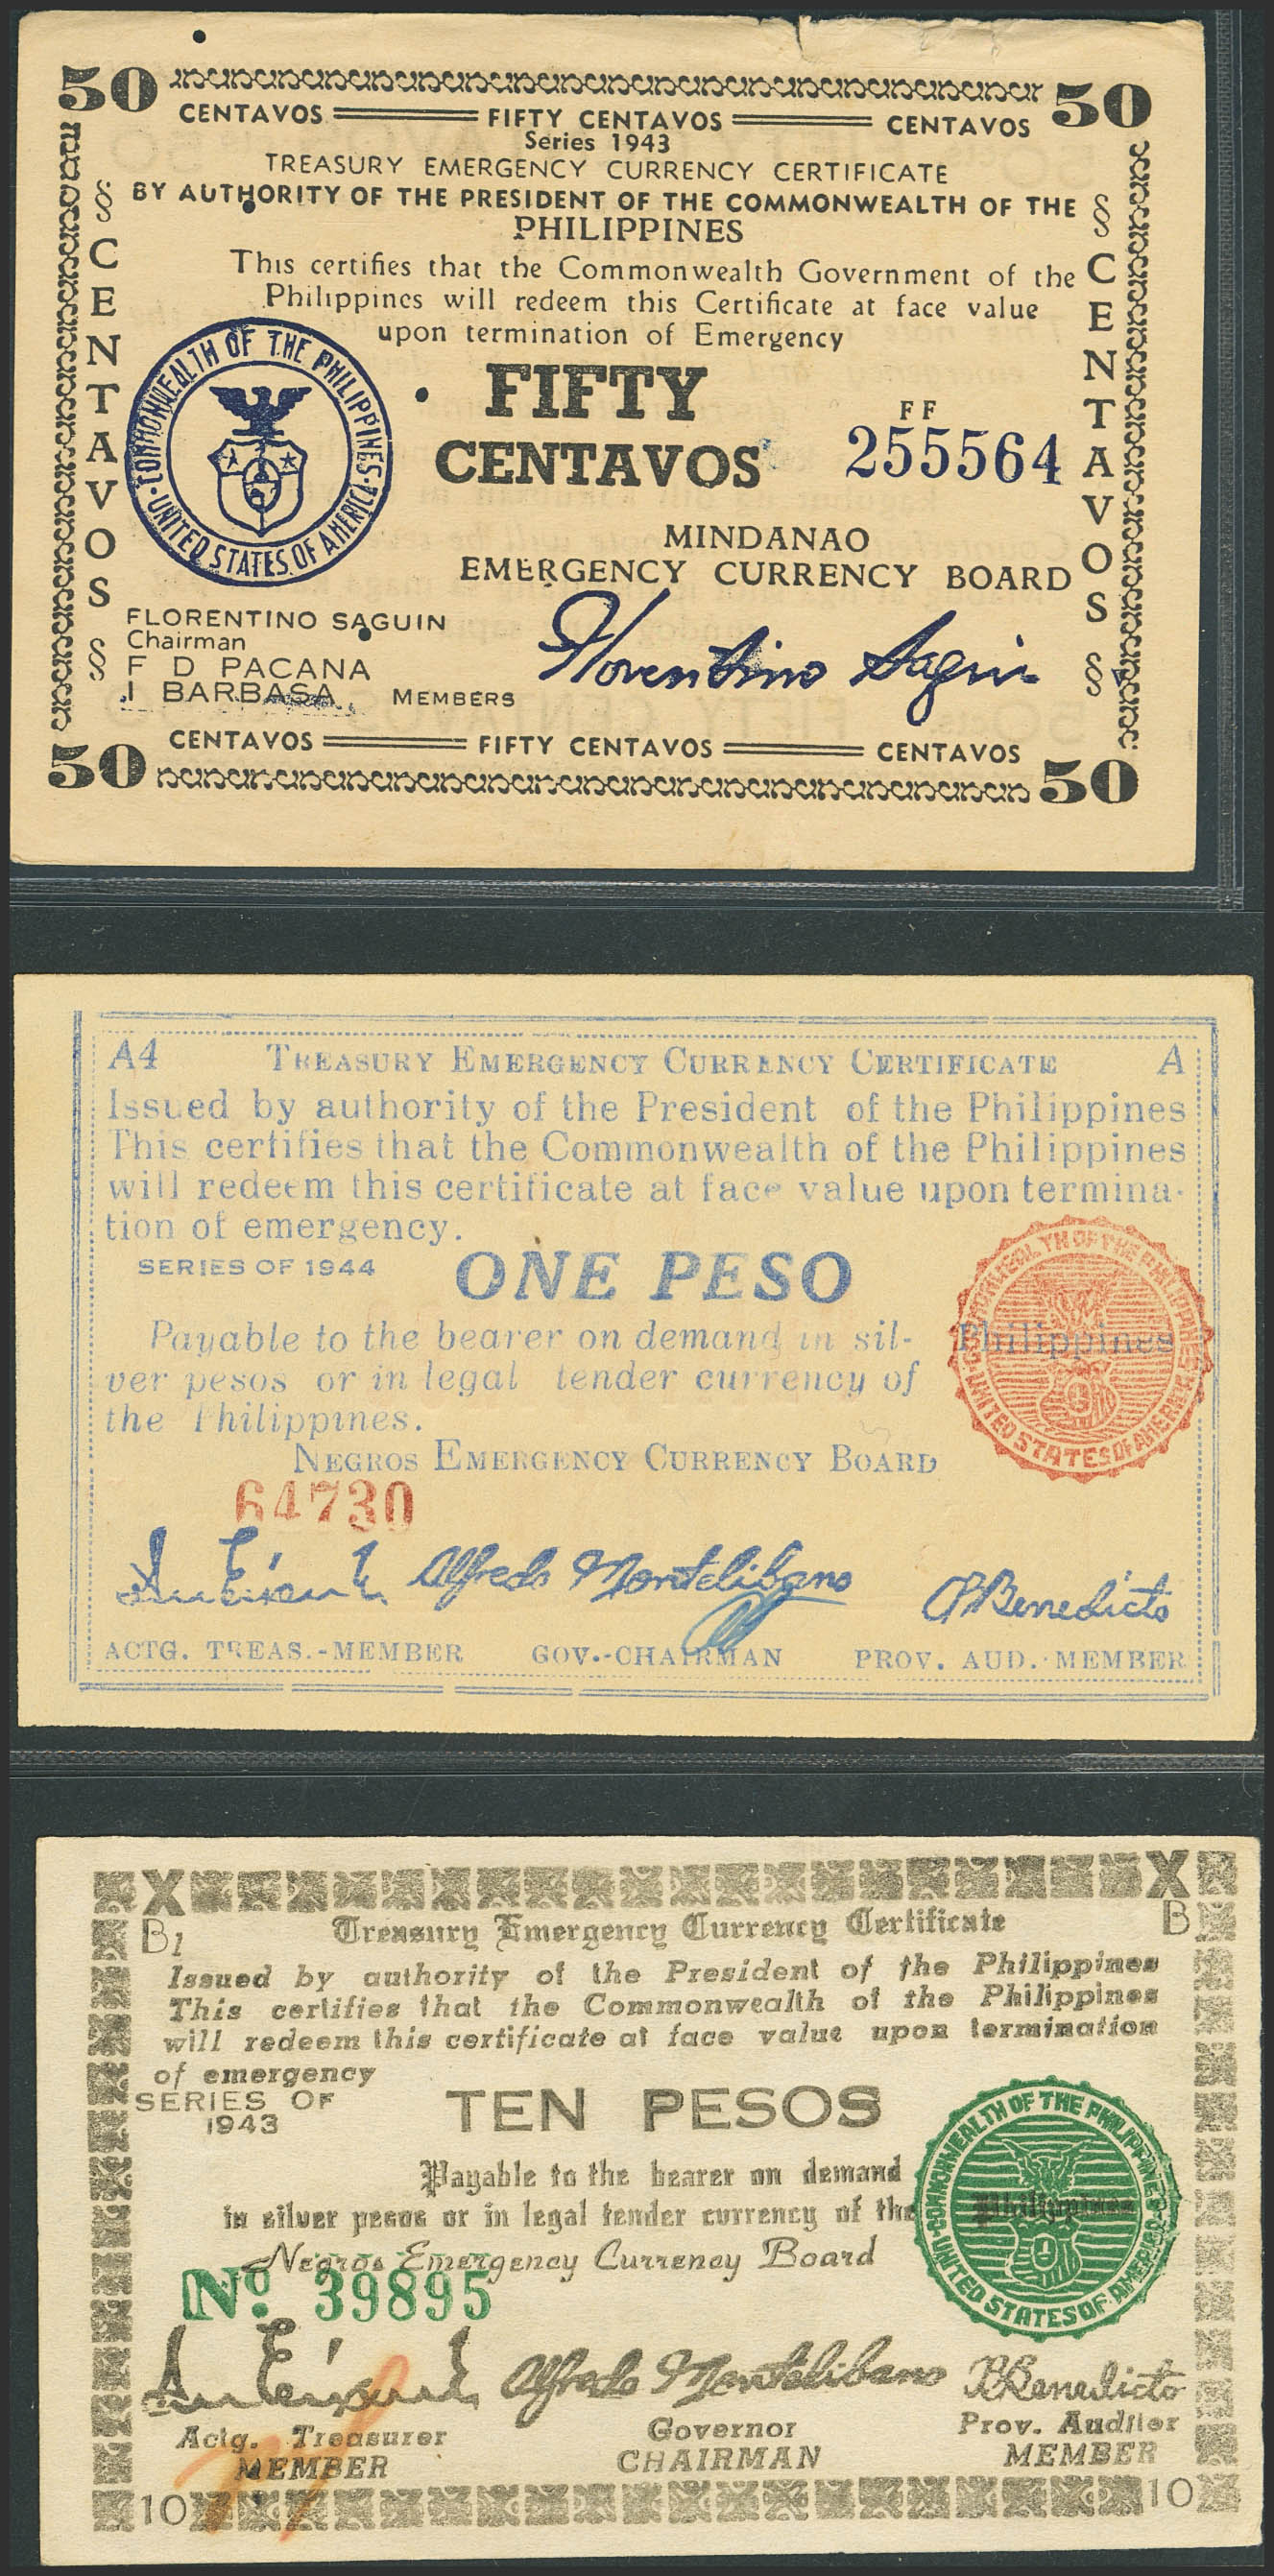 50 50
CENTAVOS FIFTY CENTAVOS CENTAVOS
Series 1943
TREASURY EMERGENCY CURRENCY CERTIFICATE
BY AUTHORITY OF THE PRESIDENT OF THE COMMONWEALTH OF THE
PHILIPPINES
This certifies that the Commonwealth Government of the
Philippines will redeem this Certificate at face value
upon termination of Emergency
CENTAVOS
CENTAVOS
COMMONWEALTH OF THE PHILIPPINES
UNITED STATES OF AMERICA
FIFTY
CENTAVOS
FF
255564
MINDANAO
EMERGENCY CURRENCY BOARD
FLORENTINO SAGUIN
Chairman
F D PACANA
I BARBASA MEMBERS
Florentino Saguin
CENTAVOS FIFTY CENTAVOS CENTAVOS
50 50
A4 TREASURY EMERGENCY CURRENCY CERTIFICATE A
Issued by authority of the President of the Philippines
This certifies that the Commonwealth of the Philippines
will redeem this certificate at face value upon termina-
tion of emergency.
SERIES OF 1944 ONE PESO
COMMONWEALTH OF THE PHILIPPINES
UNITED STATES OF AMERICA
Payable to the bearer on demand in sil- Philippines
ver pesos or in legal tender currency of
the Philippines.
NEGROS EMERGENCY CURRENCY BOARD
64730
Alfredo Montelibano Benedicto
ACTG. TREAS.-MEMBER GOV.-CHAIRMAN PROV. AUD.-MEMBER
X X
B1 Treasury Emergency Currency Certificate B
Issued by authority of the President of the Philippines
This certifies that the Commonwealth of the Philippines
will redeem this certificate at face value upon termination
of emergency
SERIES OF
1943
TEN PESOS
COMMONWEALTH OF THE PHILIPPINES
UNITED STATES OF AMERICA
Payable to the bearer on demand
in silver pesos or in legal tender currency of the Philippines
Negros Emergency Currency Board
No. 39895
Alfredo Montelibano Benedicto
Actg. Treasurer Governor Prov. Auditor
MEMBER CHAIRMAN MEMBER
10 10